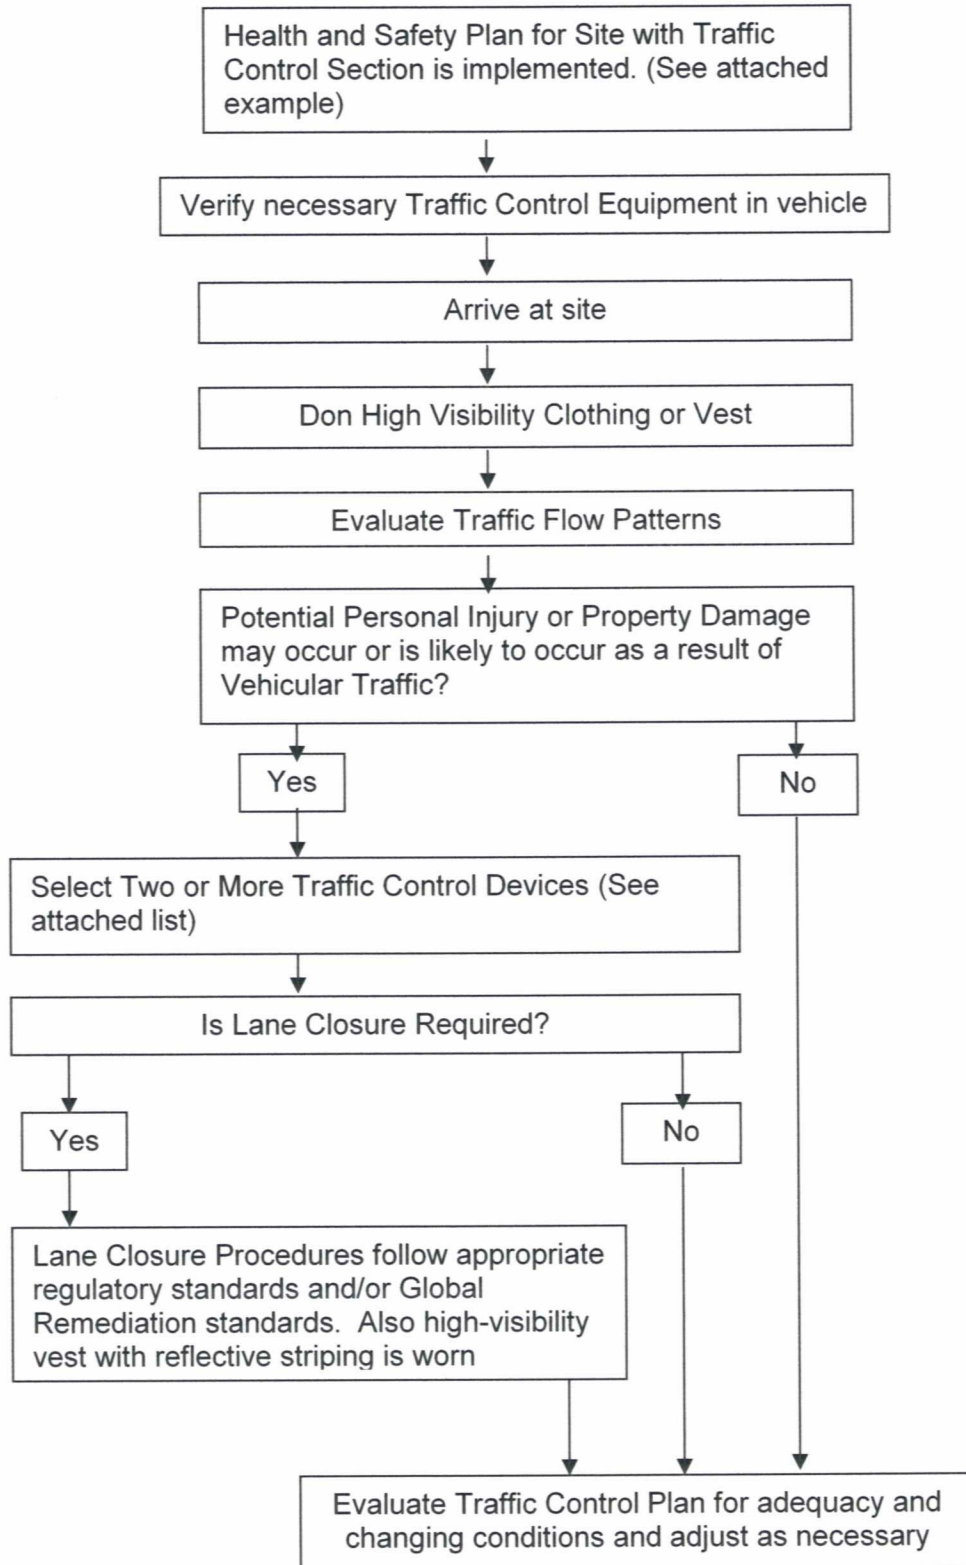 Health and Safety Plan for Site with Traffic
Control Section is implemented. (See attached
example)
Verify necessary Traffic Control Equipment in vehicle
Arrive at site
Don High Visibility Clothing or Vest
Evaluate Traffic Flow Patterns
Potential Personal Injury or Property Damage
may occur or is likely to occur as a result of
Vehicular Traffic?
Yes
No
Select Two or More Traffic Control Devices (See
attached list)
Is Lane Closure Required?
Yes
No
Lane Closure Procedures follow appropriate
regulatory standards and/or Global
Remediation standards. Also high-visibility
vest with reflective striping is worn
Evaluate Traffic Control Plan for adequacy and
changing conditions and adjust as necessary